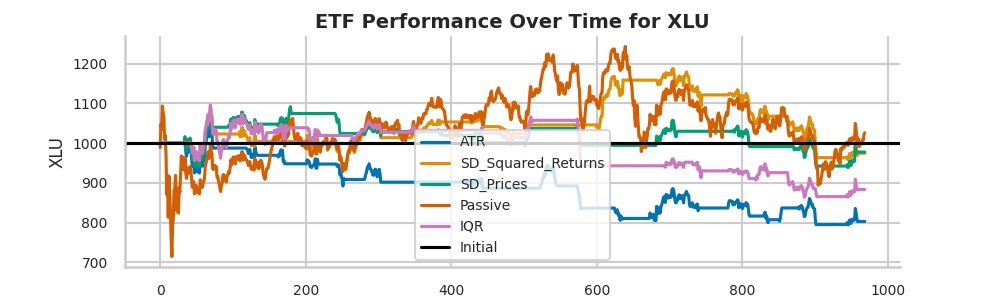 ETF Performance Over Time for XLU
1200
1100
1000
900
800
700
XLU
ATR
SD_Squared_Returns
SD_Prices
Passive
IQR
Initial
0 200 400 600 800 1000